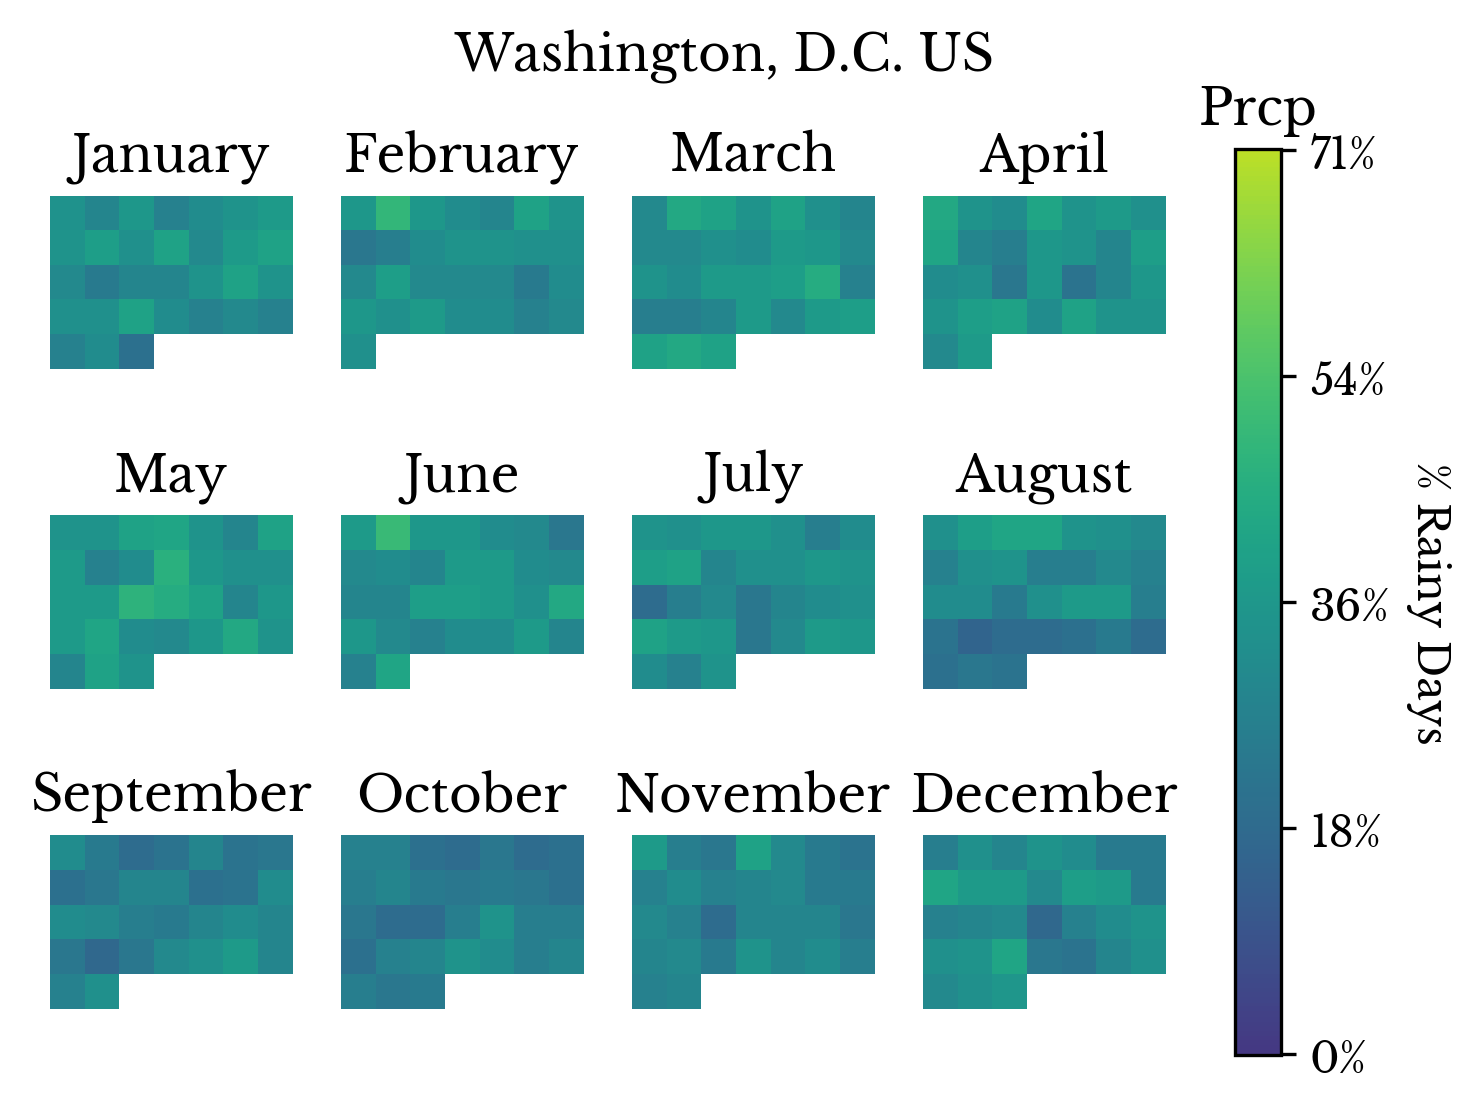 Washington, D.C. US
Prcp
January
February
March
April
May
June
July
August
September
October
November
December
71%
54%
36%
18%
0%
% Rainy Days